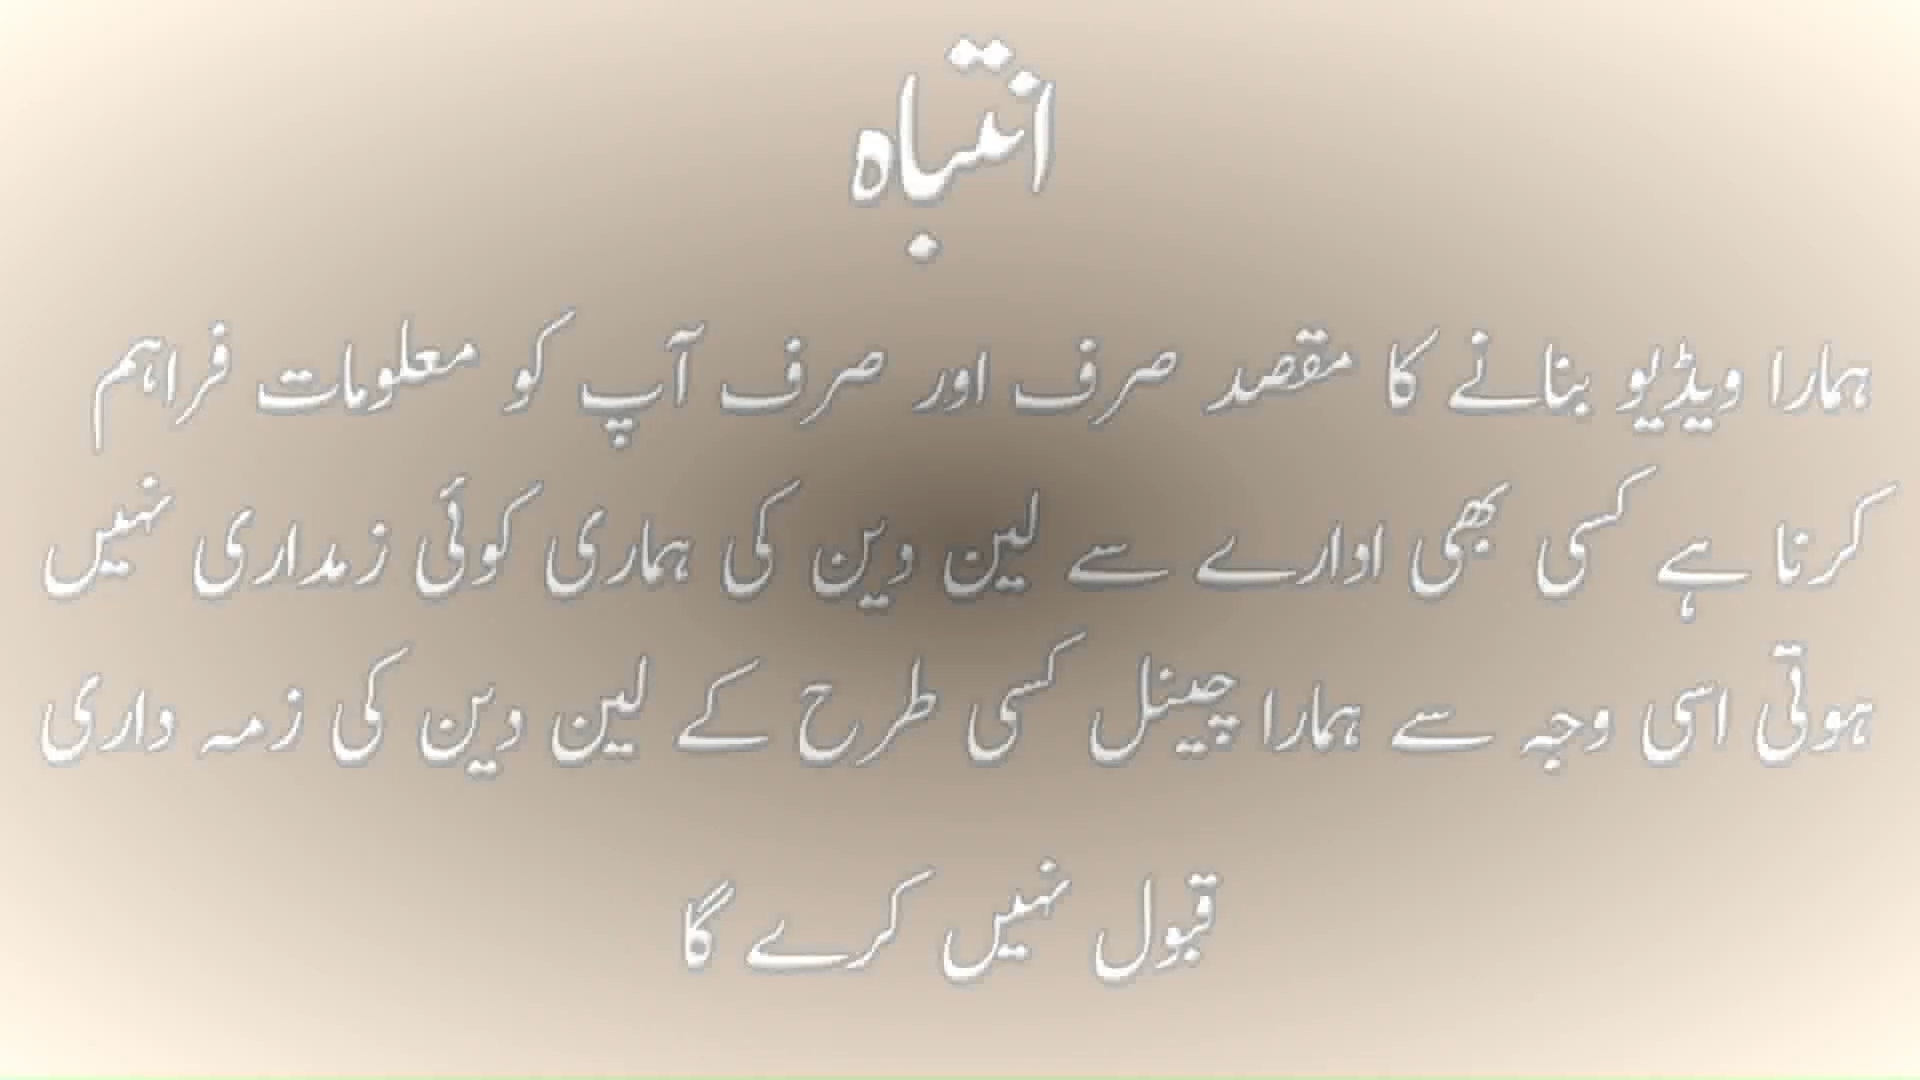 انتباہ
ہمارا ویڈیو بنانے کا مقصد صرف اور صرف آپ کو معلومات فراہم
کرنا ہے کسی بھی ادارے سے لین دین کی ہماری کوئی زمداری نہیں
ہوتی اسی وجہ سے ہمارا چینل کسی طرح کے لین دین کی زمہ داری
قبول نہیں کرے گا